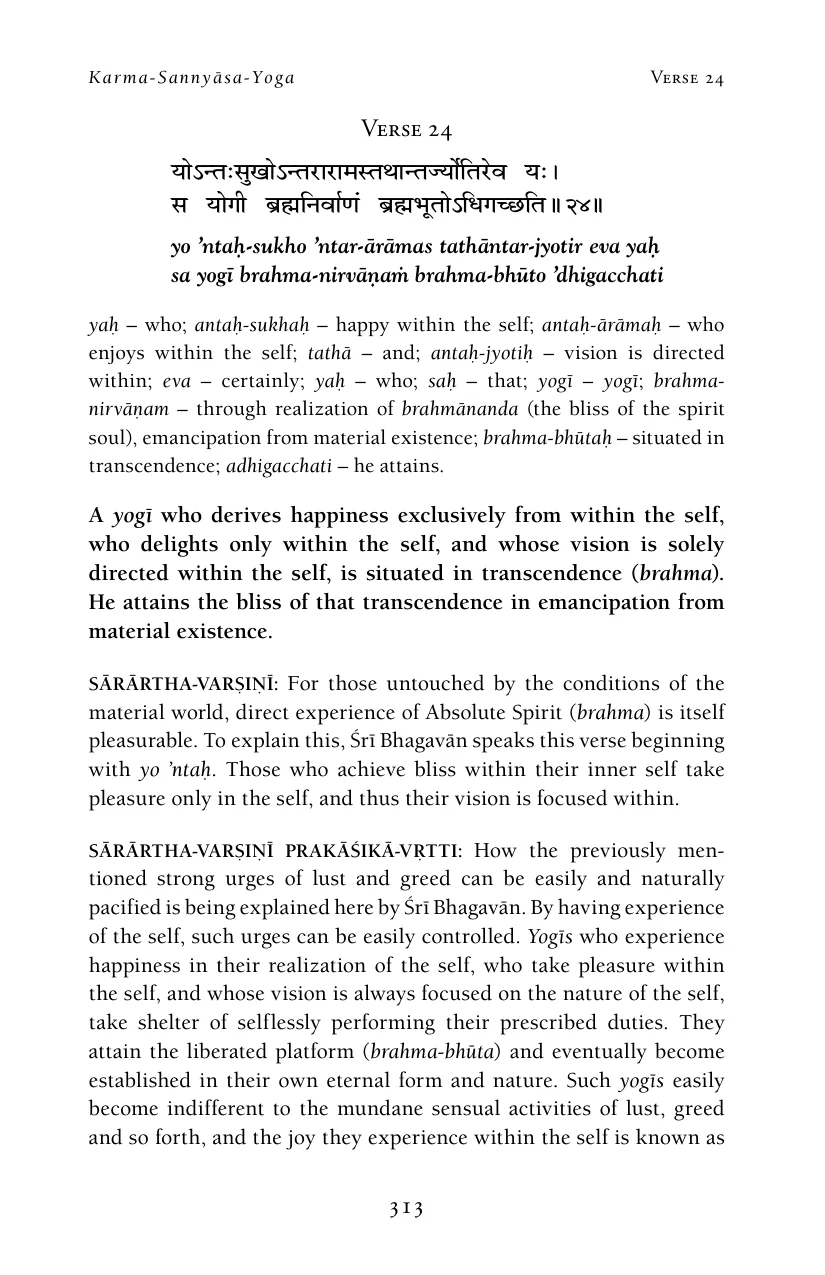 Karma-Sannyāsa-Yoga
Verse 24
Verse 24
योऽन्तःसुखोऽन्तरारामस्तथान्तर्ज्योतिरेव यः।
स योगी ब्रह्मनिर्वाणं ब्रह्मभूतोऽधिगच्छति॥२४॥
yo ’ntaḥ-sukho ’ntar-ārāmas tathāntar-jyotir eva yaḥ
sa yogī brahma-nirvāṇaṁ brahma-bhūto ’dhigacchati
yaḥ – who; antaḥ-sukhaḥ – happy within the self; antaḥ-ārāmaḥ – who
enjoys within the self; tathā – and; antaḥ-jyotiḥ – vision is directed
within; eva – certainly; yaḥ – who; saḥ – that; yogī – yogī; brahma-
nirvāṇam – through realization of brahmānanda (the bliss of the spirit
soul), emancipation from material existence; brahma-bhūtaḥ – situated in
transcendence; adhigacchati – he attains.
A yogī who derives happiness exclusively from within the self,
who delights only within the self, and whose vision is solely
directed within the self, is situated in transcendence (brahma).
He attains the bliss of that transcendence in emancipation from
material existence.
SĀRĀRTHA-VARṢIṆĪ: For those untouched by the conditions of the
material world, direct experience of Absolute Spirit (brahma) is itself
pleasurable. To explain this, Śrī Bhagavān speaks this verse beginning
with yo ’ntaḥ. Those who achieve bliss within their inner self take
pleasure only in the self, and thus their vision is focused within.
SĀRĀRTHA-VARṢIṆĪ PRAKĀŚIKĀ-VṚTTI: How the previously men-
tioned strong urges of lust and greed can be easily and naturally
pacified is being explained here by Śrī Bhagavān. By having experience
of the self, such urges can be easily controlled. Yogīs who experience
happiness in their realization of the self, who take pleasure within
the self, and whose vision is always focused on the nature of the self,
take shelter of selflessly performing their prescribed duties. They
attain the liberated platform (brahma-bhūta) and eventually become
established in their own eternal form and nature. Such yogīs easily
become indifferent to the mundane sensual activities of lust, greed
and so forth, and the joy they experience within the self is known as
313